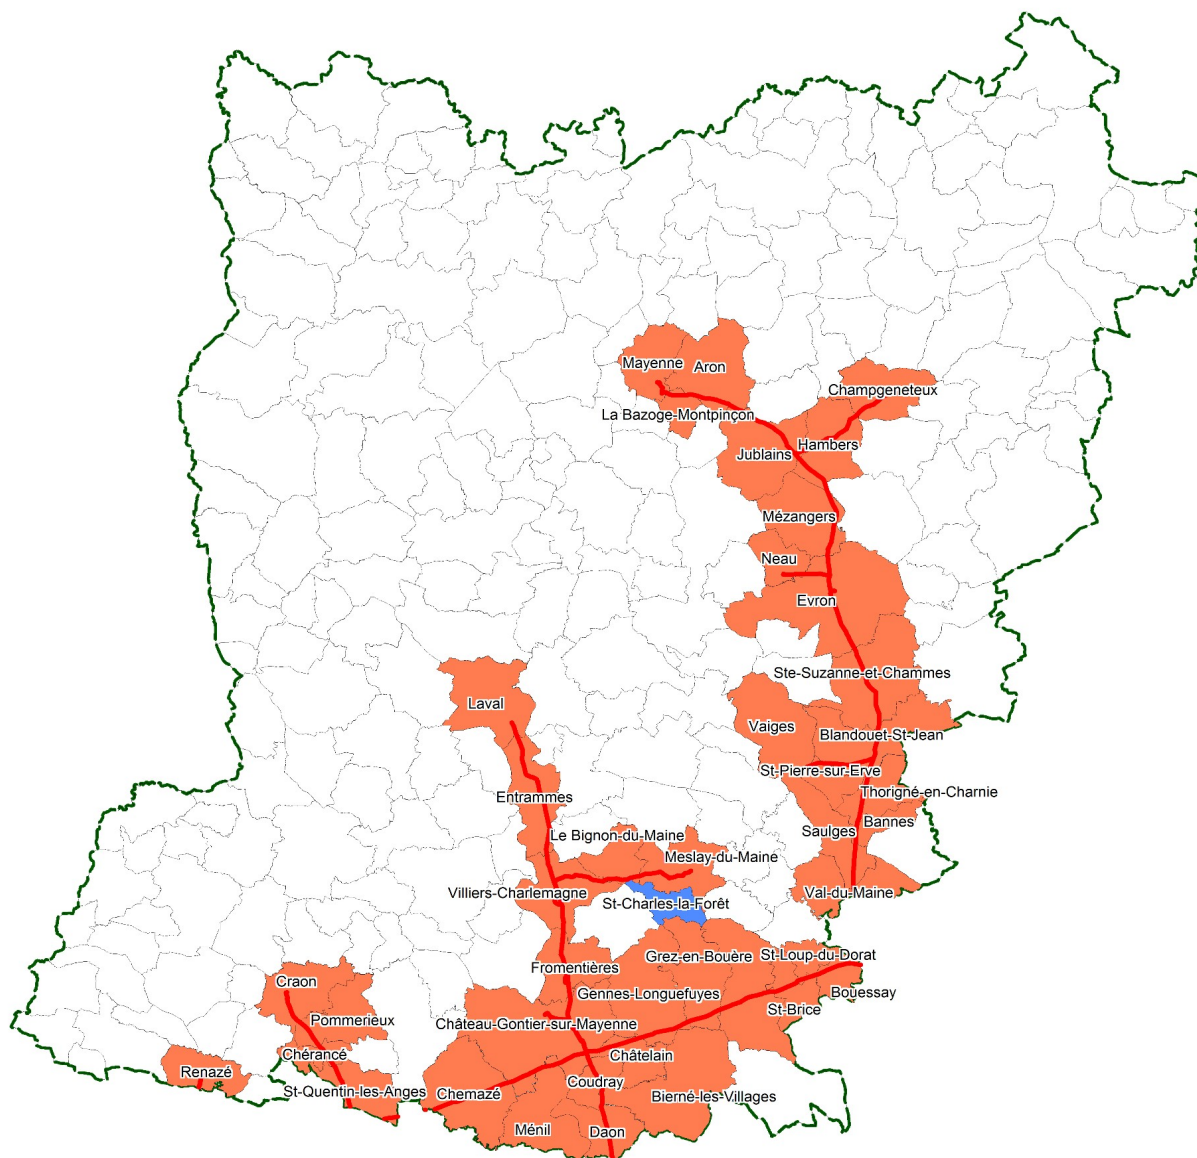 Mayenne
Aron
Champgeneteux
La Bazoge-Montpinçon
Hambers
Jublains
Mézangers
Neau
Evron
Ste-Suzanne-et-Chammes
Laval
Vaiges
Blandouet-St-Jean
St-Pierre-sur-Erve
Thorigné-en-Charnie
Entrammes
Bannes
Saulges
Le Bignon-du-Maine
Meslay-du-Maine
Villiers-Charlemagne
Val-du-Maine
St-Charles-la-Forêt
Grez-en-Bouère
St-Loup-du-Dorat
Fromentières
Craon
Gennes-Longuefuyes
Bouessay
St-Brice
Pommerieux
Château-Gontier-sur-Mayenne
Chérancé
Châtelain
Renazé
Coudray
St-Quentin-les-Anges
Chemazé
Bierné-les-Villages
Ménil
Daon